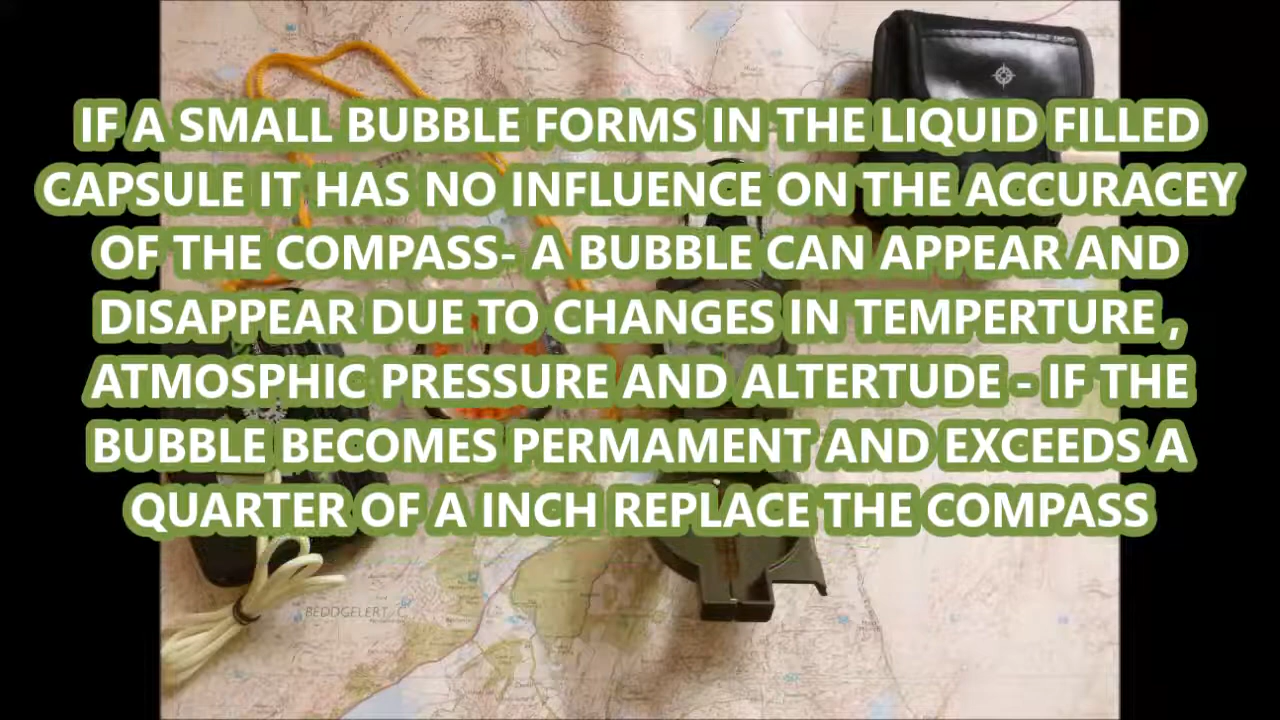 IF A SMALL BUBBLE FORMS IN THE LIQUID FILLED
CAPSULE IT HAS NO INFLUENCE ON THE ACCURACEY
OF THE COMPASS- A BUBBLE CAN APPEAR AND
DISAPPEAR DUE TO CHANGES IN TEMPERTURE ,
ATMOSPHIC PRESSURE AND ALTERTUDE - IF THE
BUBBLE BECOMES PERMAMENT AND EXCEEDS A
QUARTER OF A INCH REPLACE THE COMPASS
BEDDGELERT